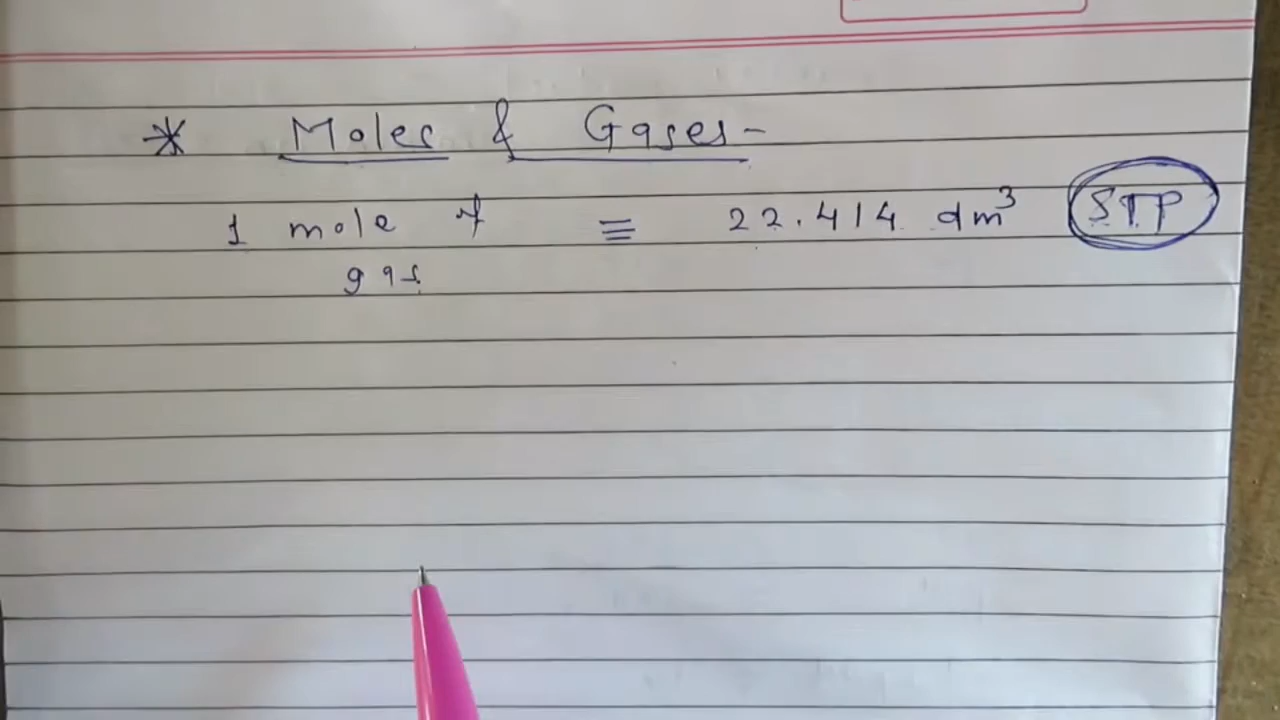 * Moles & Gases-
1 mole of ≡ 22.414 dm³ STP
gas